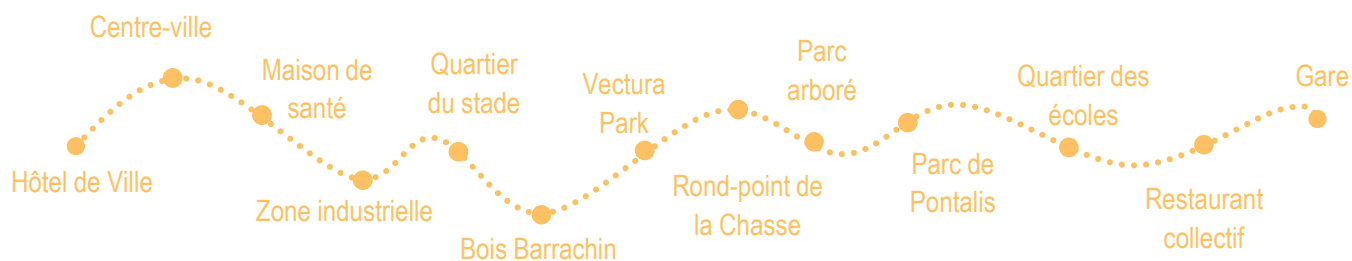 Hôtel de Ville
Centre-ville
Maison de
santé
Zone industrielle
Quartier
du stade
Bois Barrachin
Vectura
Park
Rond-point de
la Chasse
Parc
arboré
Parc de
Pontalis
Quartier des
écoles
Restaurant
collectif
Gare